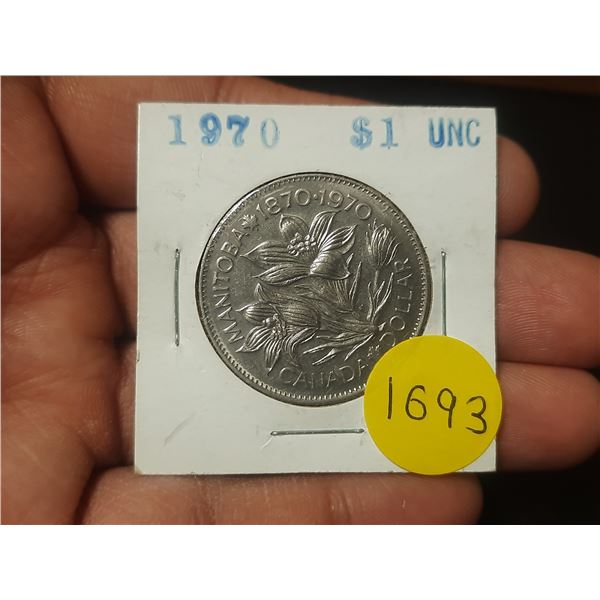 1970 $1 UNC
MANITOBA 1870·1970
CANADA DOLLAR
1693